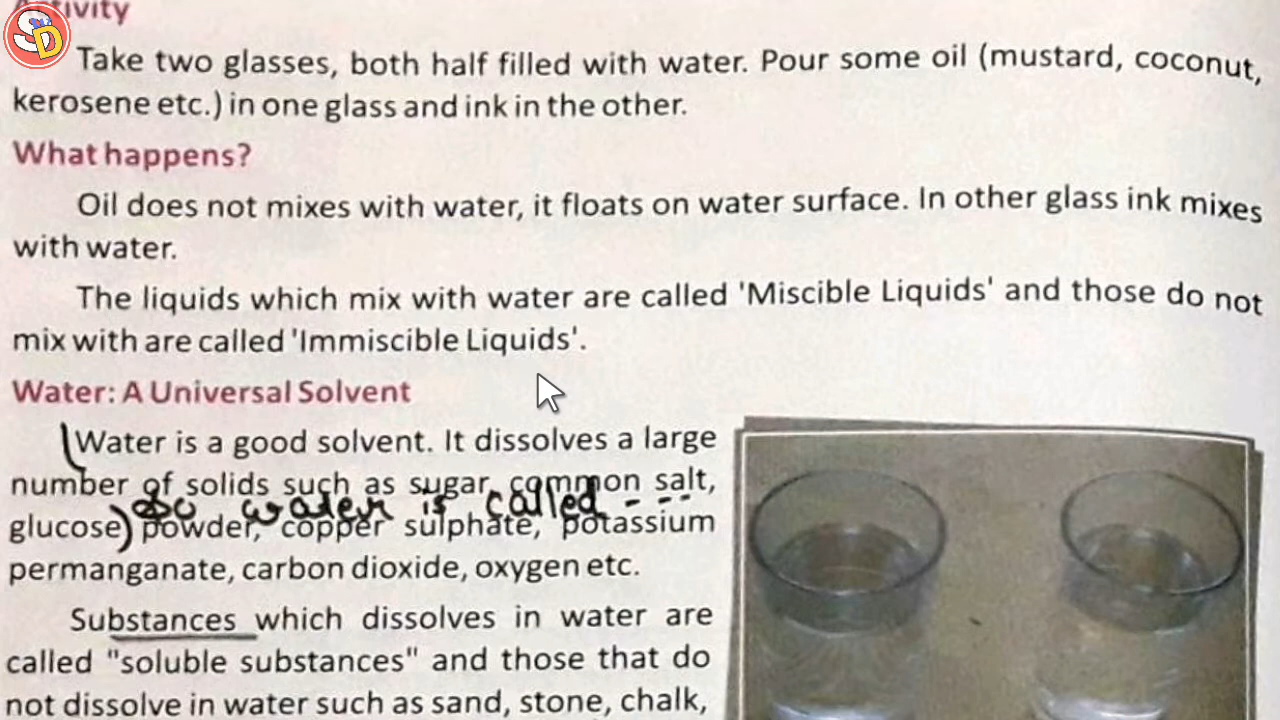 SD
Activity
Take two glasses, both half filled with water. Pour some oil (mustard, coconut,
kerosene etc.) in one glass and ink in the other.
What happens?
Oil does not mixes with water, it floats on water surface. In other glass ink mixes
with water.
The liquids which mix with water are called 'Miscible Liquids' and those do not
mix with are called 'Immiscible Liquids'.
Water: A Universal Solvent
Water is a good solvent. It dissolves a large
number of solids such as sugar, common salt,
So water is called ---
glucose) powder, copper sulphate, potassium
permanganate, carbon dioxide, oxygen etc.
Substances which dissolves in water are
called "soluble substances" and those that do
not dissolve in water such as sand, stone, chalk,